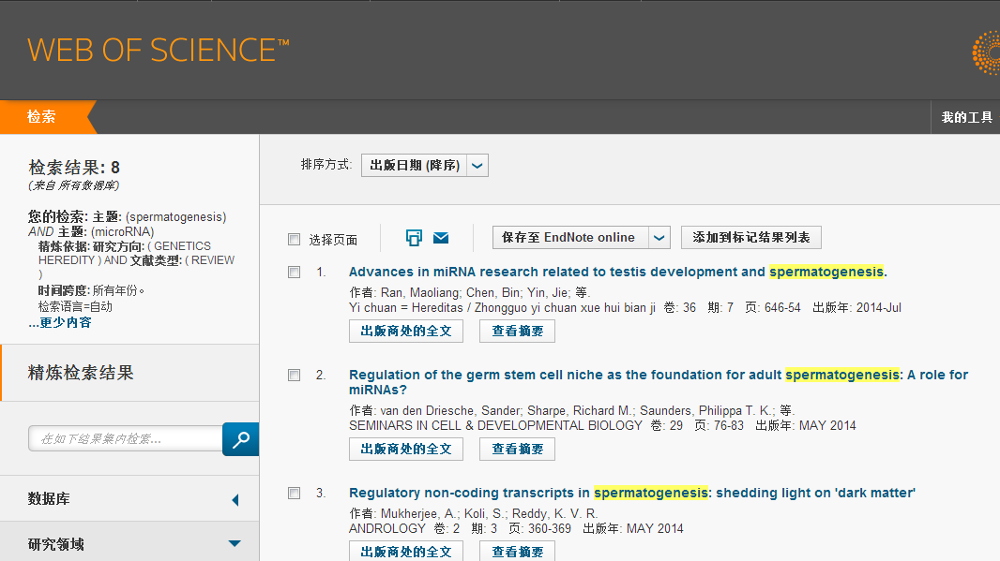 WEB OF SCIENCE™
检索
我的工具
检索结果: 8
(来自 所有数据库)
您的检索: 主题: (spermatogenesis)
AND 主题: (microRNA)
精炼依据: 研究方向: ( GENETICS
HEREDITY ) AND 文献类型: ( REVIEW
)
时间跨度: 所有年份。
检索语言=自动
...更少内容
精炼检索结果
在如下结果集内检索...
数据库
研究领域
排序方式: 出版日期 (降序)
选择页面
保存至 EndNote online
添加到标记结果列表
1. Advances in miRNA research related to testis development and spermatogenesis.
作者: Ran, Maoliang; Chen, Bin; Yin, Jie; 等.
Yi chuan = Hereditas / Zhongguo yi chuan xue hui bian ji 卷: 36 期: 7 页: 646-54 出版年: 2014-Jul
出版商处的全文 查看摘要
2. Regulation of the germ stem cell niche as the foundation for adult spermatogenesis: A role for
miRNAs?
作者: van den Driesche, Sander; Sharpe, Richard M.; Saunders, Philippa T. K.; 等.
SEMINARS IN CELL & DEVELOPMENTAL BIOLOGY 卷: 29 页: 76-83 出版年: MAY 2014
出版商处的全文 查看摘要
3. Regulatory non-coding transcripts in spermatogenesis: shedding light on 'dark matter'
作者: Mukherjee, A.; Koli, S.; Reddy, K. V. R.
ANDROLOGY 卷: 2 期: 3 页: 360-369 出版年: MAY 2014
出版商处的全文 查看摘要